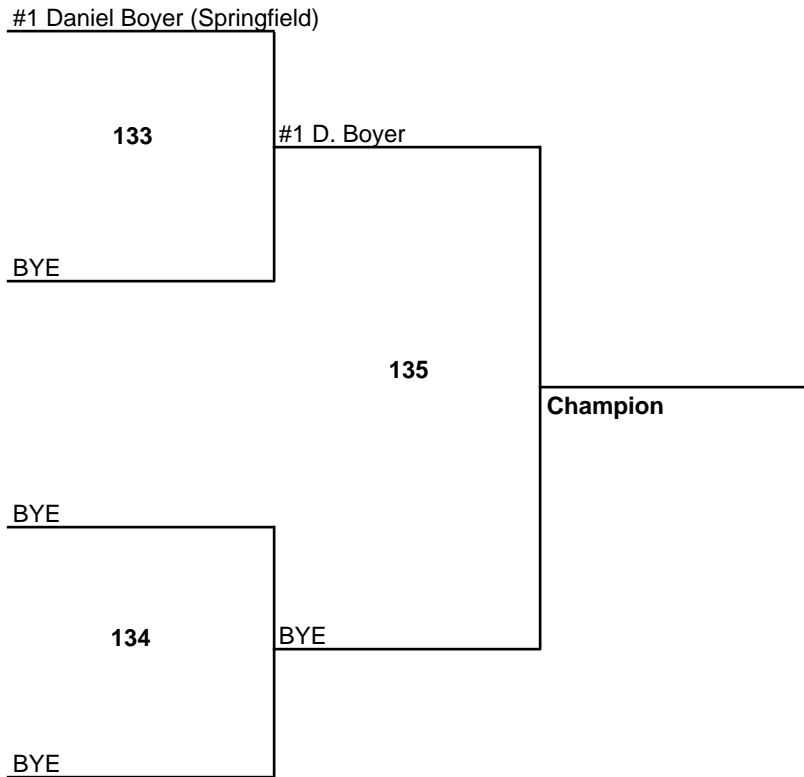 #1 Daniel Boyer (Springfield)
133
#1 D. Boyer
BYE
135
Champion
BYE
134
BYE
BYE